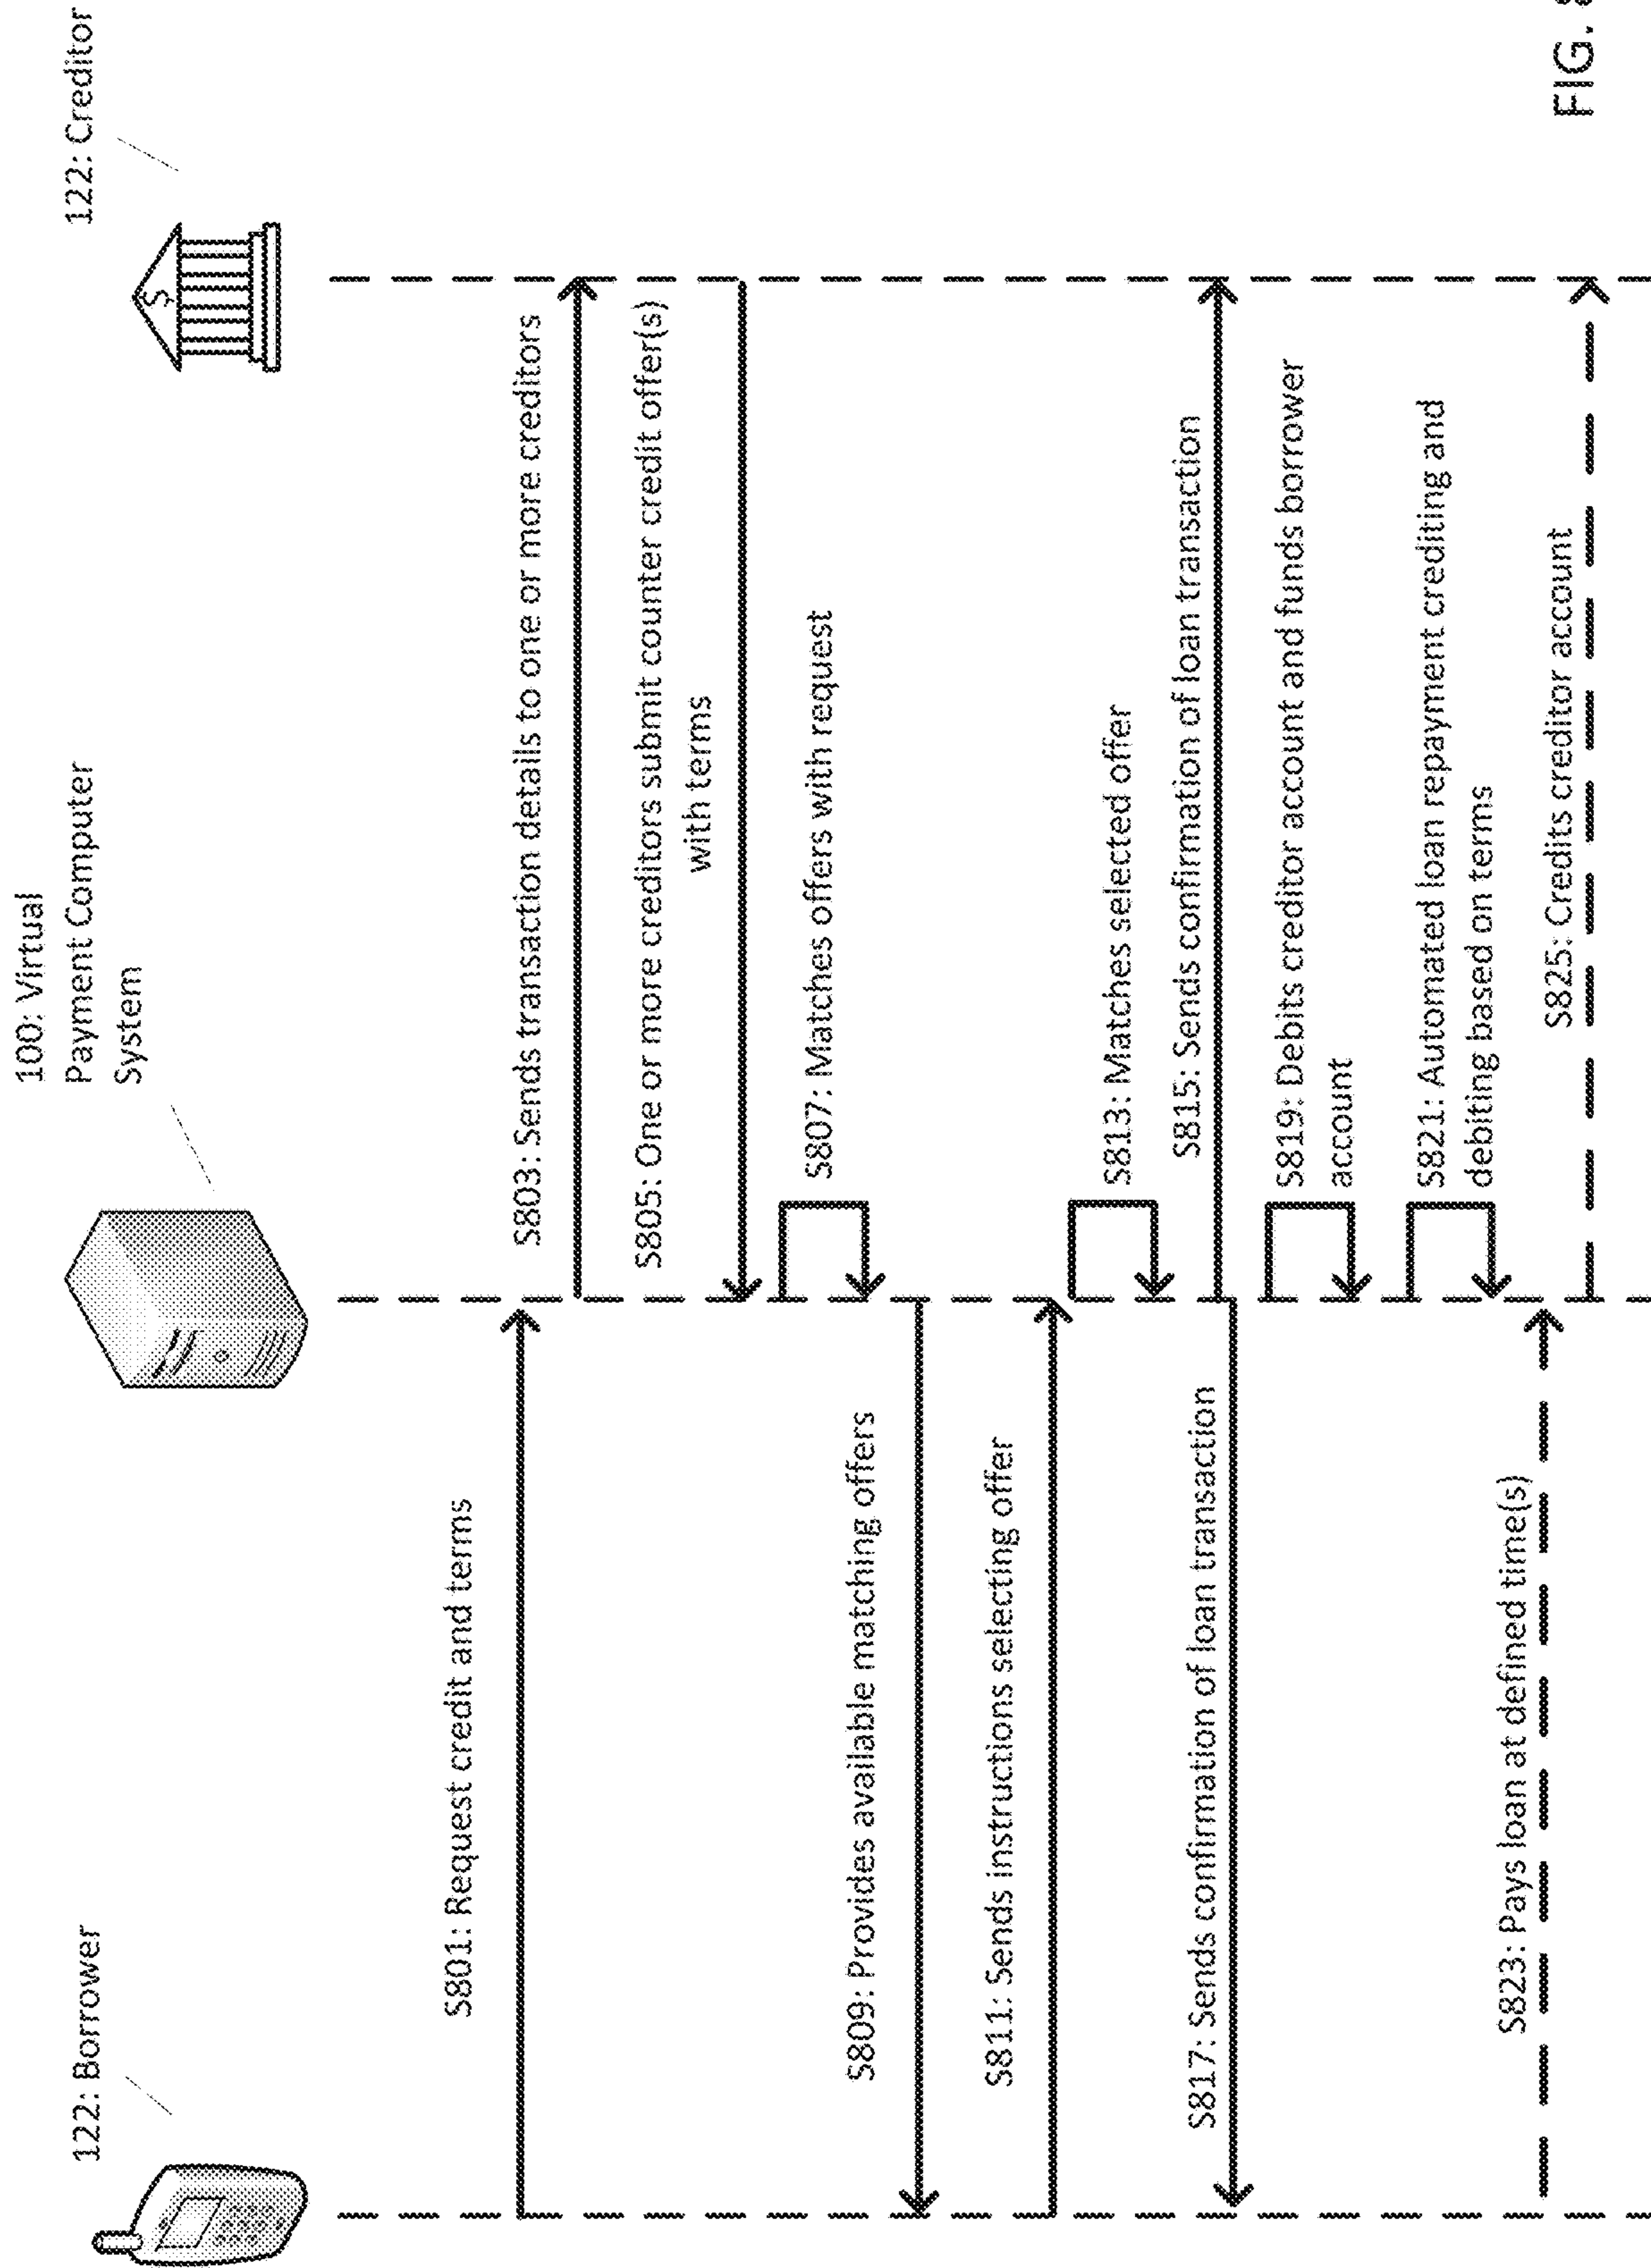 122: Borrower
100: Virtual
Payment Computer
System
122: Creditor
S801: Request credit and terms
S803: Sends transaction details to one or more creditors
S805: One or more creditors submit counter credit offer(s)
with terms
S807: Matches offers with request
S809: Provides available matching offers
S811: Sends instructions selecting offer
S813: Matches selected offer
S815: Sends confirmation of loan transaction
S817: Sends confirmation of loan transaction
S819: Debits creditor account and funds borrower
account
S821: Automated loan repayment crediting and
debiting based on terms
S823: Pays loan at defined time(s)
S825: Credits creditor account
$
FIG.